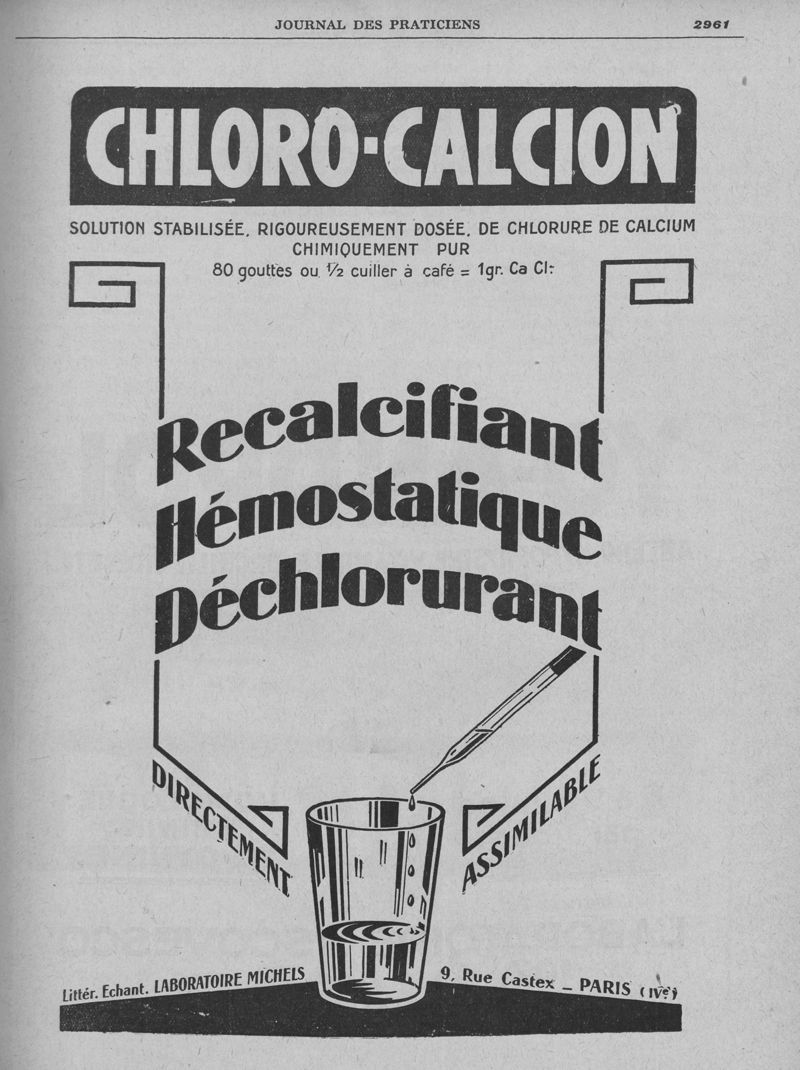 JOURNAL DES PRATICIENS 2961
CHLORO-CALCION
SOLUTION STABILISÉE, RIGOUREUSEMENT DOSÉE, DE CHLORURE DE CALCIUM
CHIMIQUEMENT PUR
80 gouttes ou 1/2 cuiller à café = 1gr. Ca Cl²
Recalcifiant
Hémostatique
Déchlorurant
DIRECTEMENT
ASSIMILABLE
Littér. Echant. LABORATOIRE MICHELS 9, Rue Castex _ PARIS (IVe)